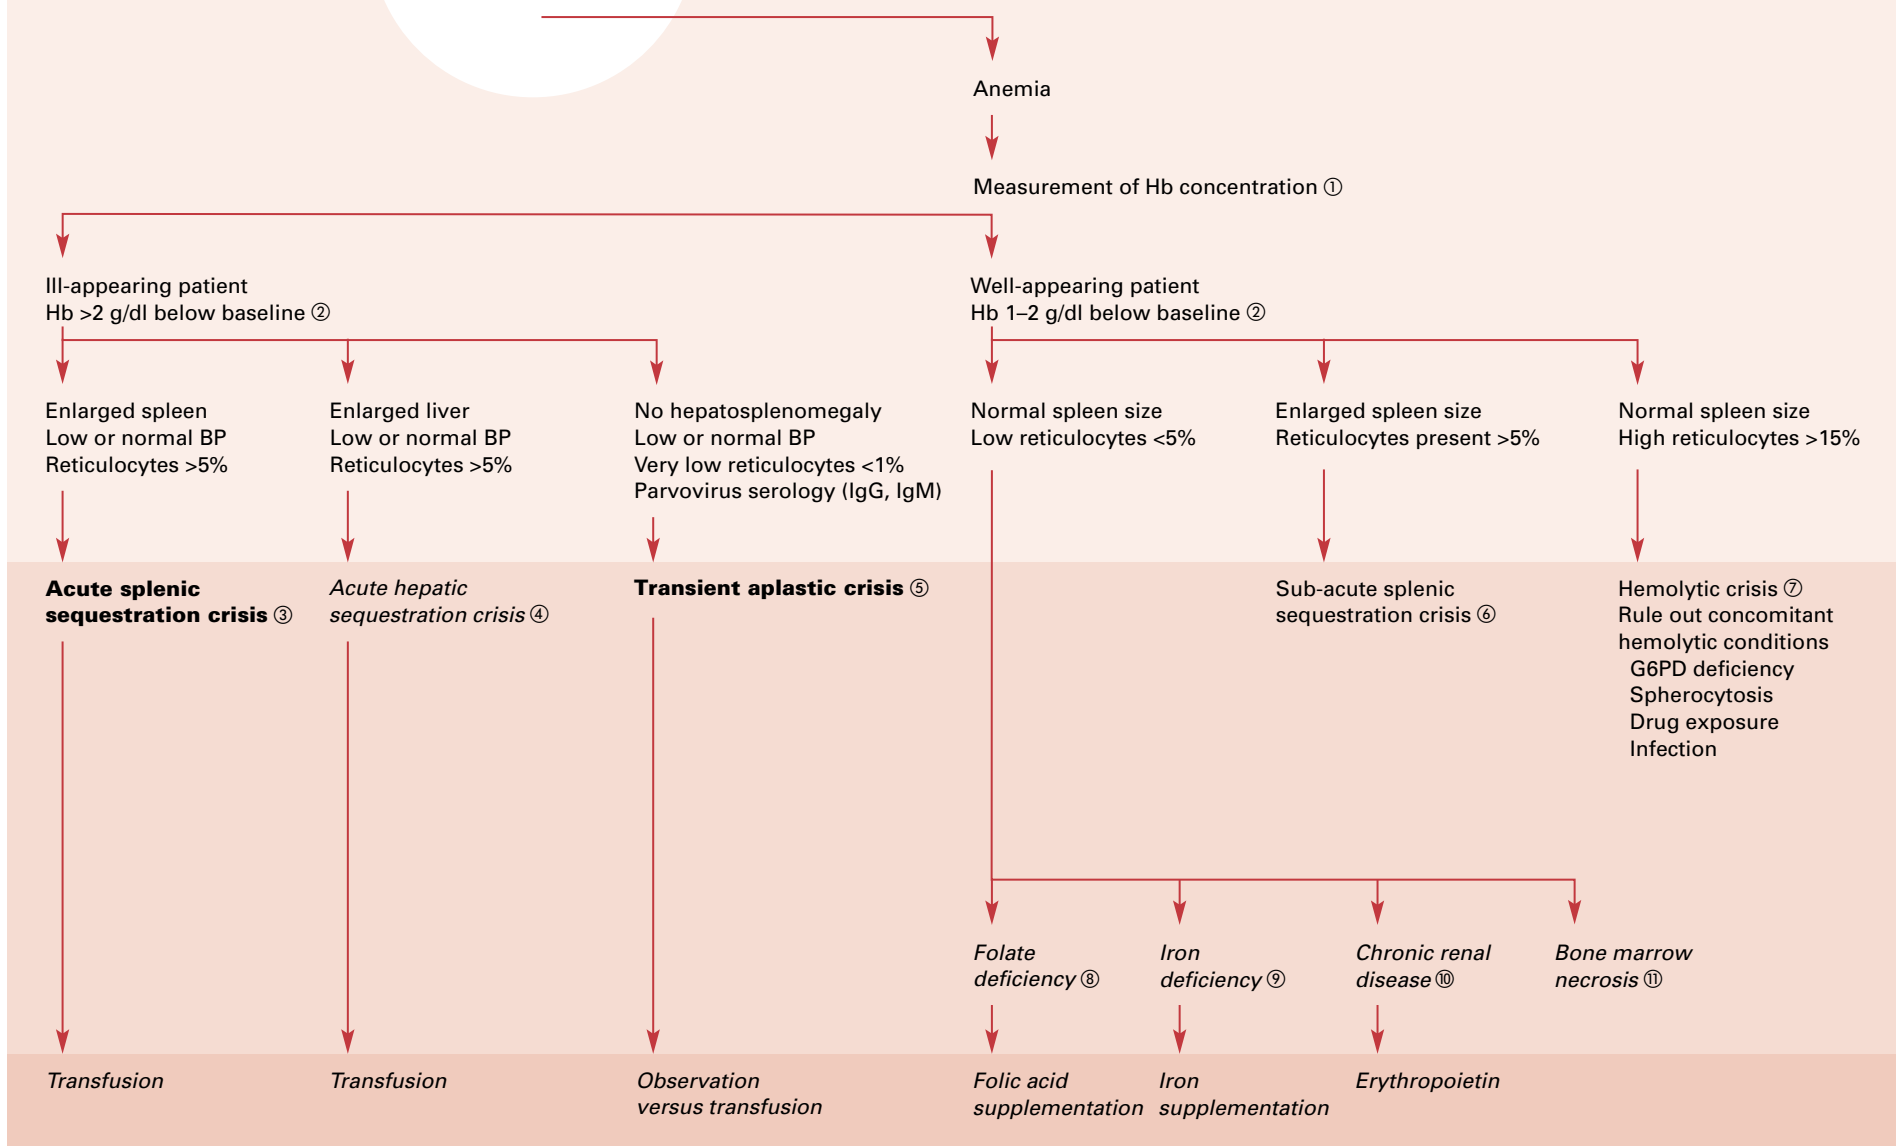 Anemia
Measurement of Hb concentration ①
Ill-appearing patient
Hb >2 g/dl below baseline ②
Well-appearing patient
Hb 1–2 g/dl below baseline ②
Enlarged spleen
Low or normal BP
Reticulocytes >5%
Enlarged liver
Low or normal BP
Reticulocytes >5%
No hepatosplenomegaly
Low or normal BP
Very low reticulocytes <1%
Parvovirus serology (IgG, IgM)
Normal spleen size
Low reticulocytes <5%
Enlarged spleen size
Reticulocytes present >5%
Normal spleen size
High reticulocytes >15%
Acute splenic
sequestration crisis ③
Acute hepatic
sequestration crisis ④
Transient aplastic crisis ⑤
Sub-acute splenic
sequestration crisis ⑥
Hemolytic crisis ⑦
Rule out concomitant
hemolytic conditions
G6PD deficiency
Spherocytosis
Drug exposure
Infection
Folate
deficiency ⑧
Iron
deficiency ⑨
Chronic renal
disease ⑩
Bone marrow
necrosis ⑪
Transfusion
Transfusion
Observation
versus transfusion
Folic acid
supplementation
Iron
supplementation
Erythropoietin